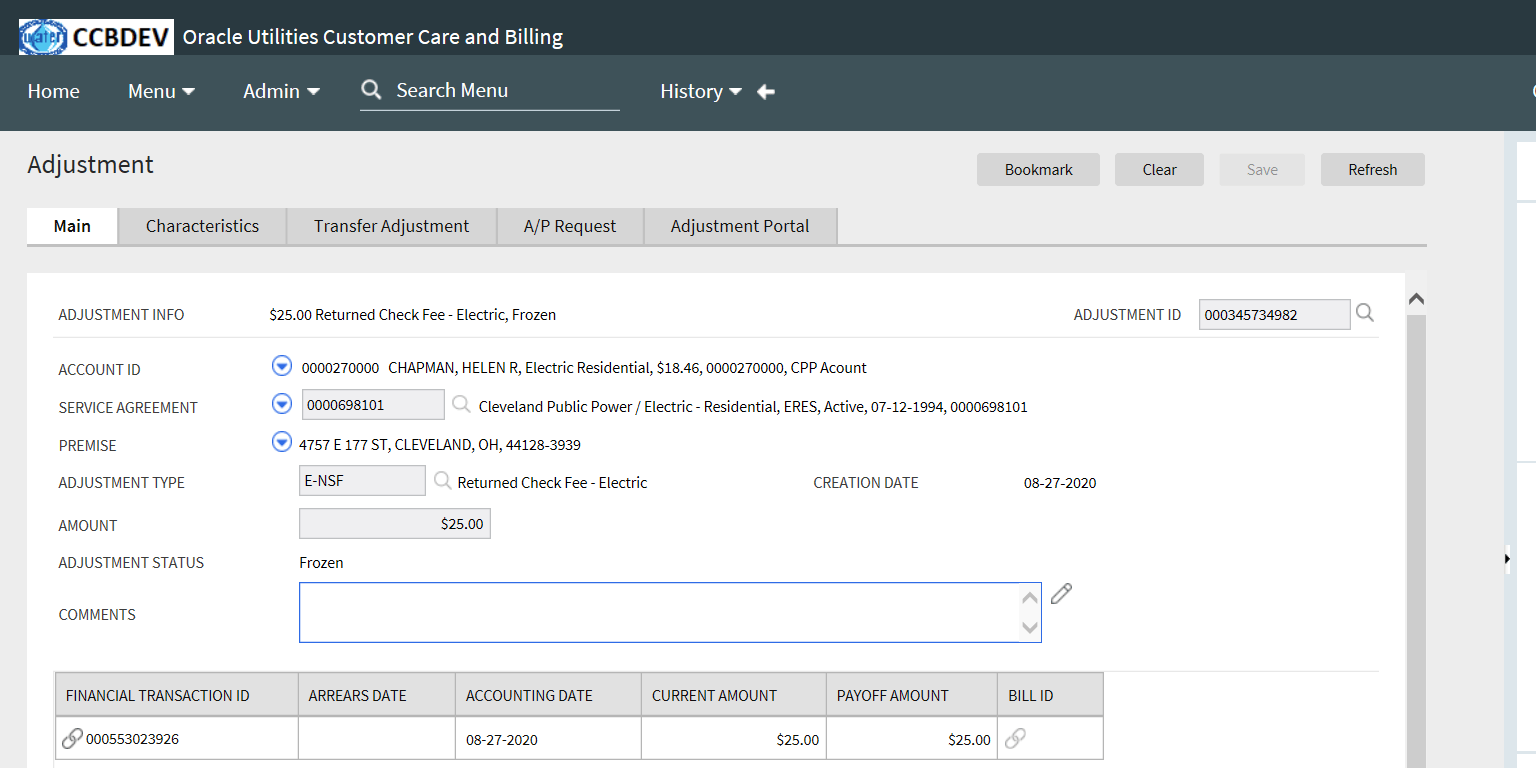 water CCBDEV Oracle Utilities Customer Care and Billing
Home Menu Admin Search Menu History
Adjustment
Bookmark Clear Save Refresh
Main Characteristics Transfer Adjustment A/P Request Adjustment Portal
ADJUSTMENT INFO $25.00 Returned Check Fee - Electric, Frozen ADJUSTMENT ID 000345734982
ACCOUNT ID 0000270000 CHAPMAN, HELEN R, Electric Residential, $18.46, 0000270000, CPP Acount
SERVICE AGREEMENT 0000698101 Cleveland Public Power / Electric - Residential, ERES, Active, 07-12-1994, 0000698101
PREMISE 4757 E 177 ST, CLEVELAND, OH, 44128-3939
ADJUSTMENT TYPE E-NSF Returned Check Fee - Electric CREATION DATE 08-27-2020
AMOUNT $25.00
ADJUSTMENT STATUS Frozen
COMMENTS
FINANCIAL TRANSACTION ID ARREARS DATE ACCOUNTING DATE CURRENT AMOUNT PAYOFF AMOUNT BILL ID
000553023926 08-27-2020 $25.00 $25.00